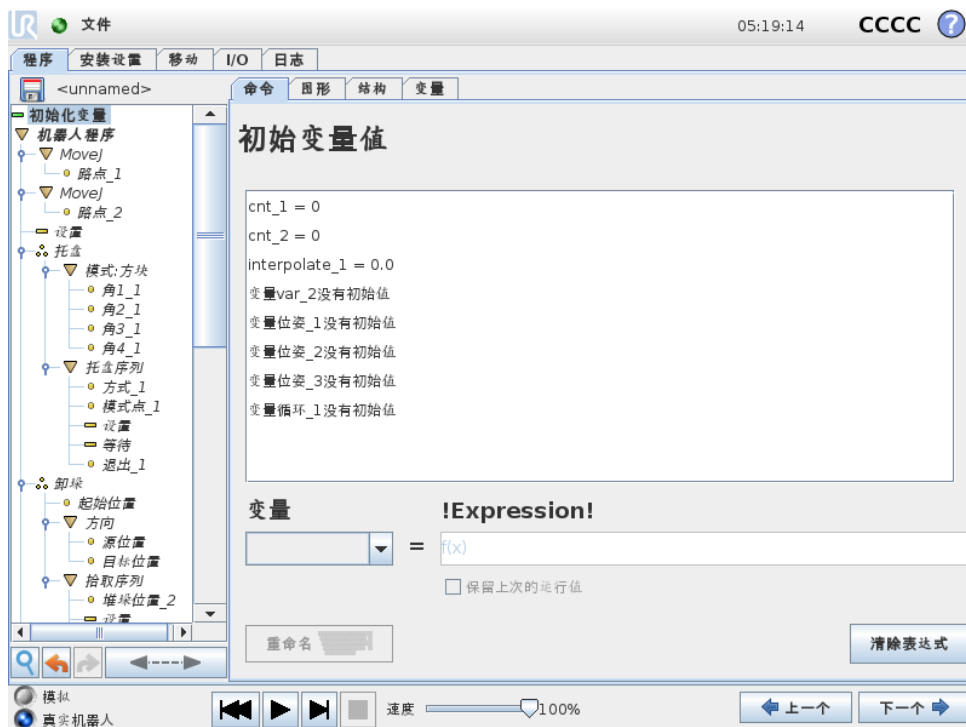 UR 文件 05:19:14 CCCC ?
程序 安装设置 移动 I/O 日志
<unnamed>
命令 图形 结构 变量
初始化变量
机器人程序
MoveJ
路点_1
MoveJ
路点_2
设置
托盘
模式:方块
角1_1
角2_1
角3_1
角4_1
托盘序列
方式_1
模式点_1
设置
等待
退出_1
卸垛
起始位置
方向
源位置
目标位置
拾取序列
堆垛位置_2
设置
初始变量值
cnt_1 = 0
cnt_2 = 0
interpolate_1 = 0.0
变量var_2没有初始值
变量位姿_1没有初始值
变量位姿_2没有初始值
变量位姿_3没有初始值
变量循环_1没有初始值
变量 !Expression!
= f(x)
保留上次的运行值
重命名
清除表达式
模拟
真实机器人
速度 100%
上一个 下一个